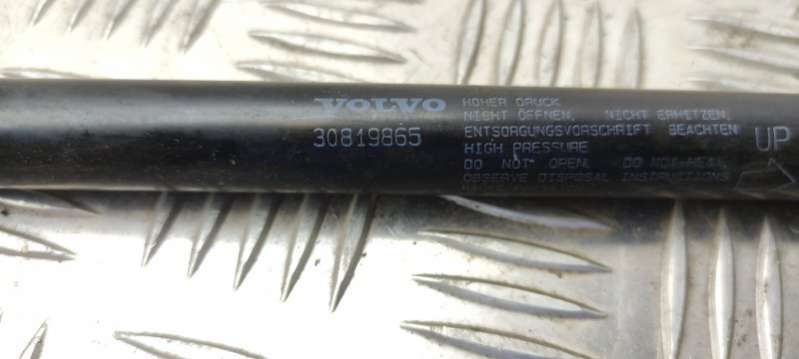 VOLVO
30819865
HOHER DRUCK
NICHT ÖFFNEN. NICHT ERHITZEN.
ENTSORGUNGSVORSCHRIFT BEACHTEN
HIGH PRESSURE
DO NOT OPEN. DO NOT HEAT.
OBSERVE DISPOSAL INSTRUCTIONS
UP